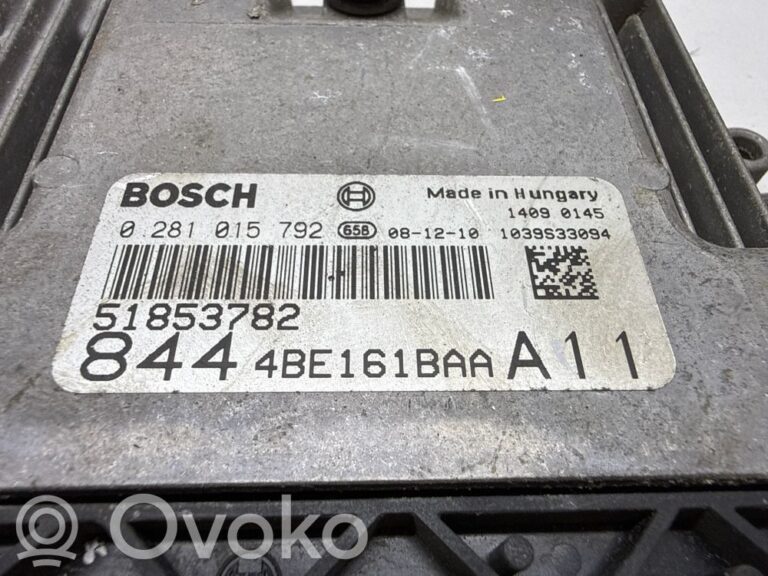 BOSCH Made in Hungary
1409 0145
0 281 015 792 658 08-12-10 1039S33094
51853782
844 4BE161BAA A11
Ovoko